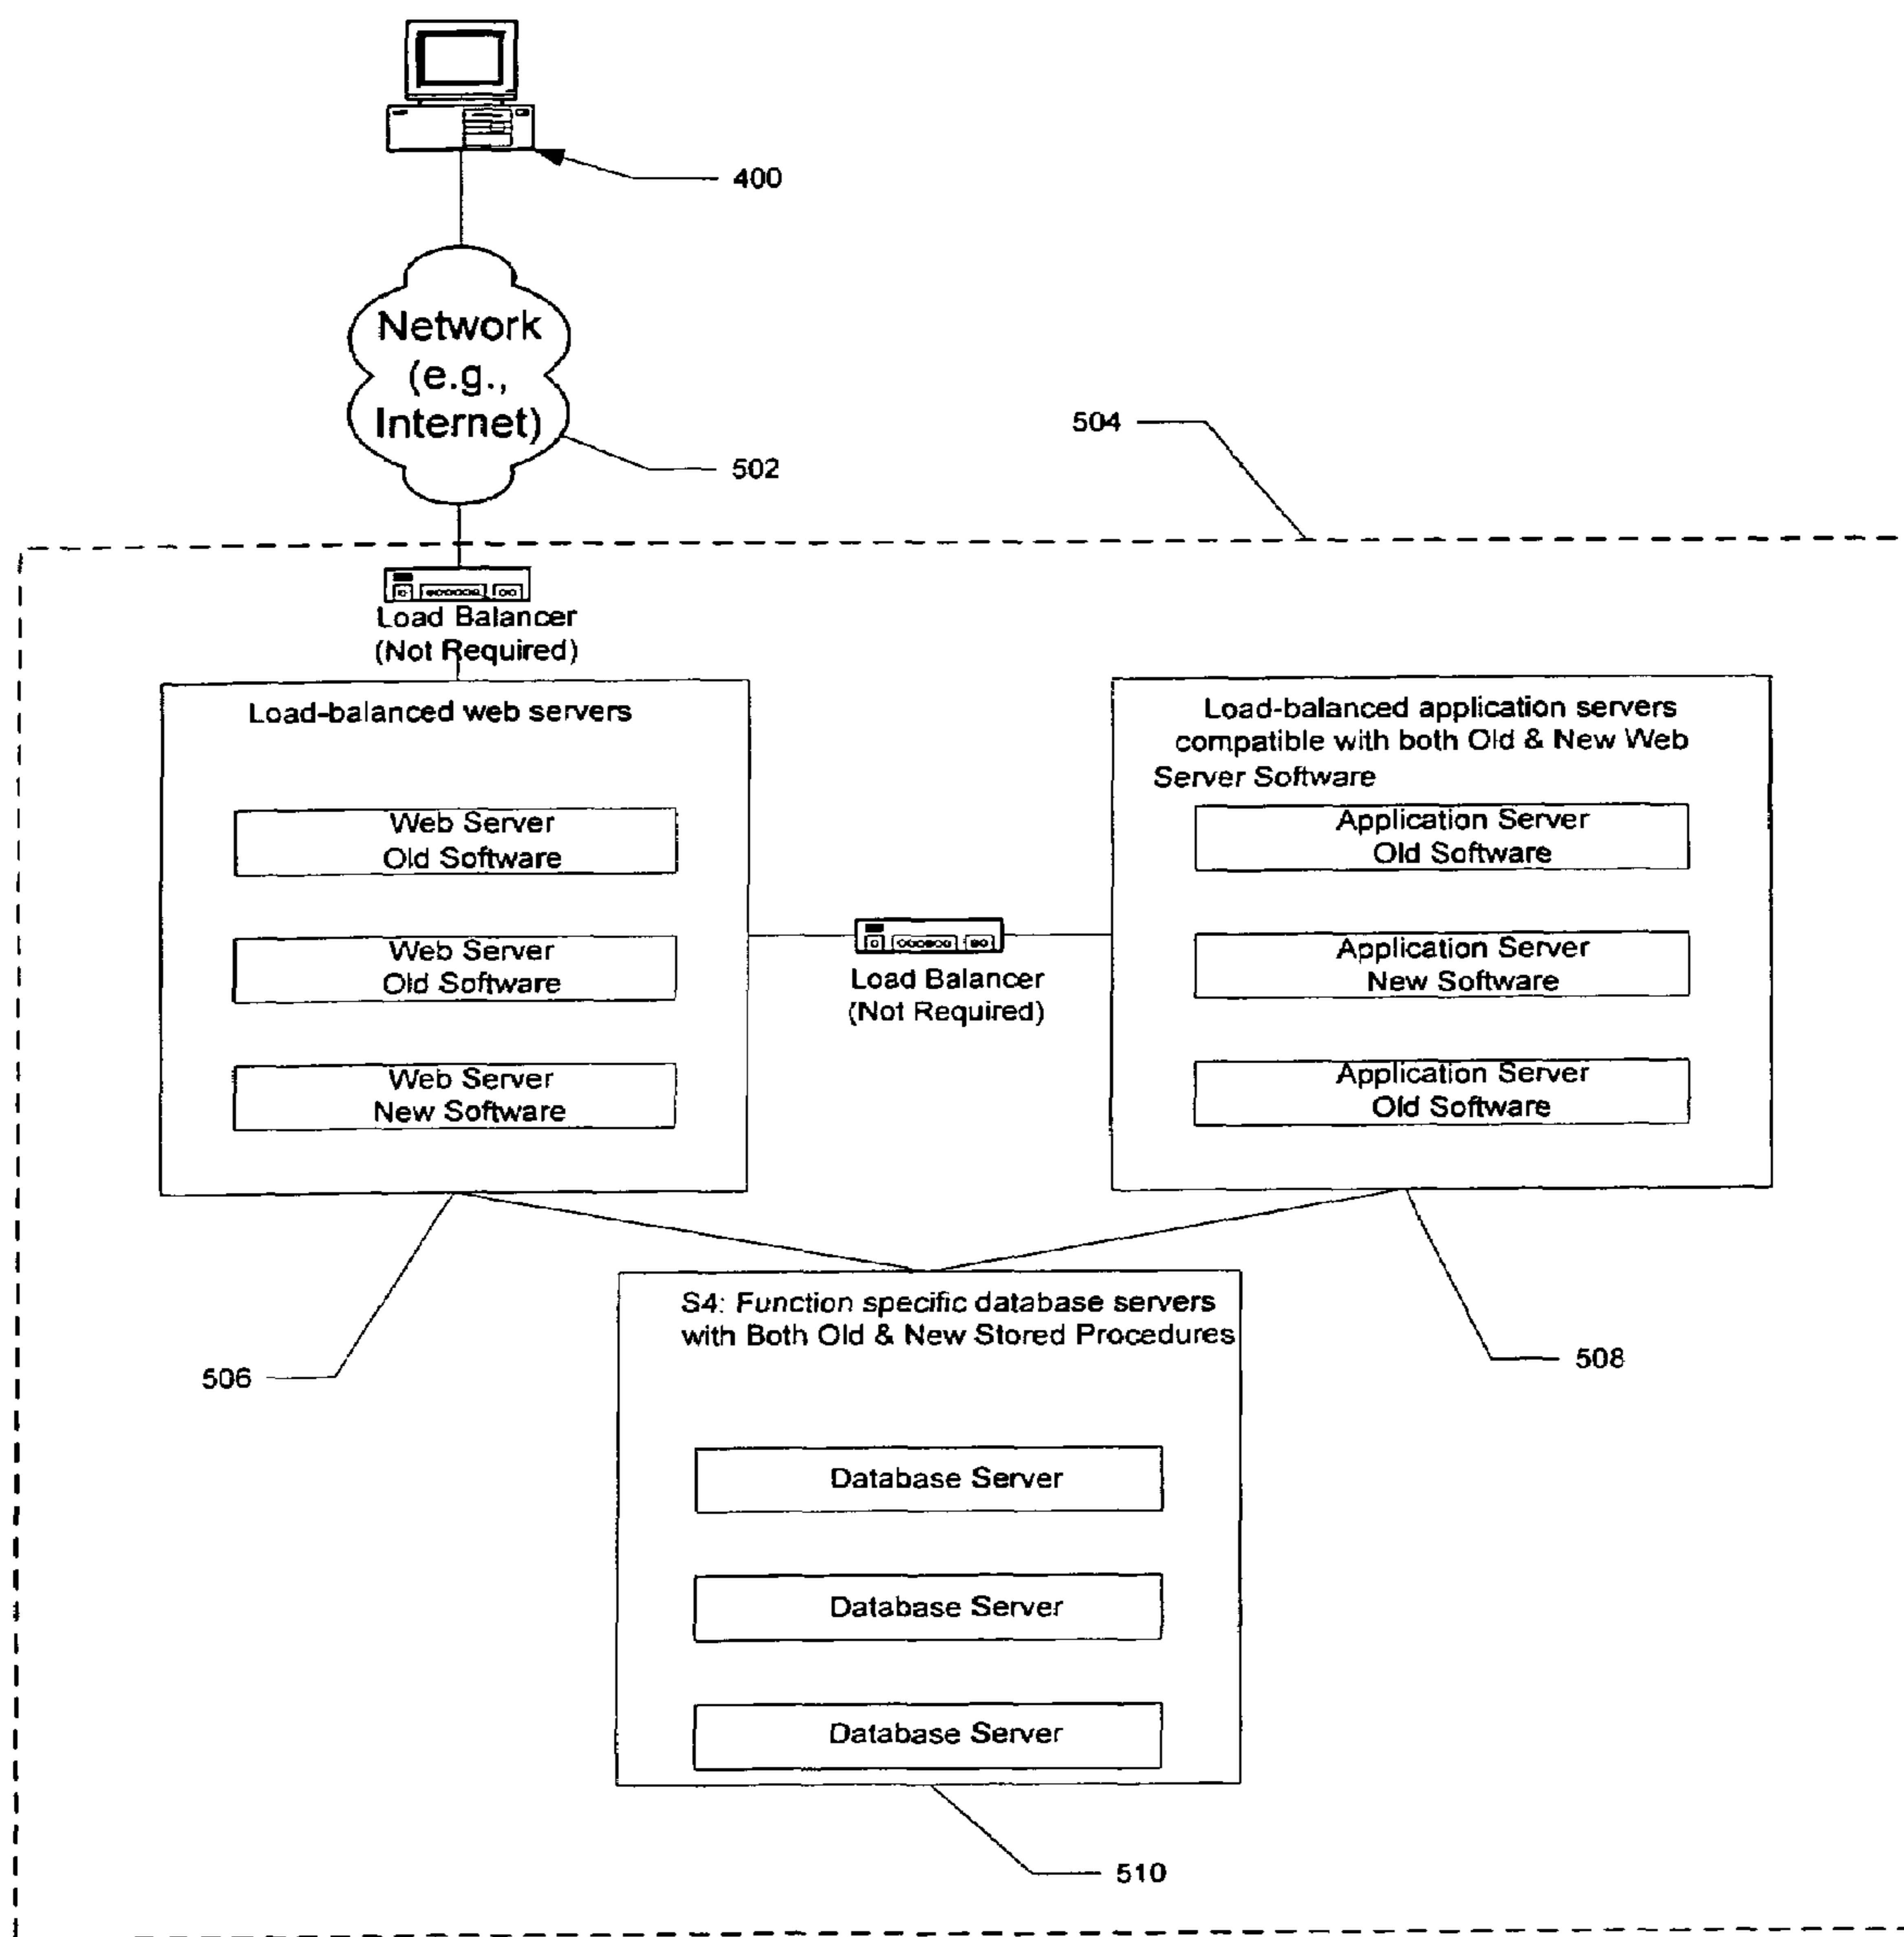 400
Network
(e.g.,
Internet)
502
504
Load Balancer
(Not Required)
Load-balanced web servers
Web Server
Old Software
Web Server
Old Software
Web Server
New Software
Load Balancer
(Not Required)
Load-balanced application servers
compatible with both Old & New Web
Server Software
Application Server
Old Software
Application Server
New Software
Application Server
Old Software
506
508
S4: Function specific database servers
with Both Old & New Stored Procedures
Database Server
Database Server
Database Server
510